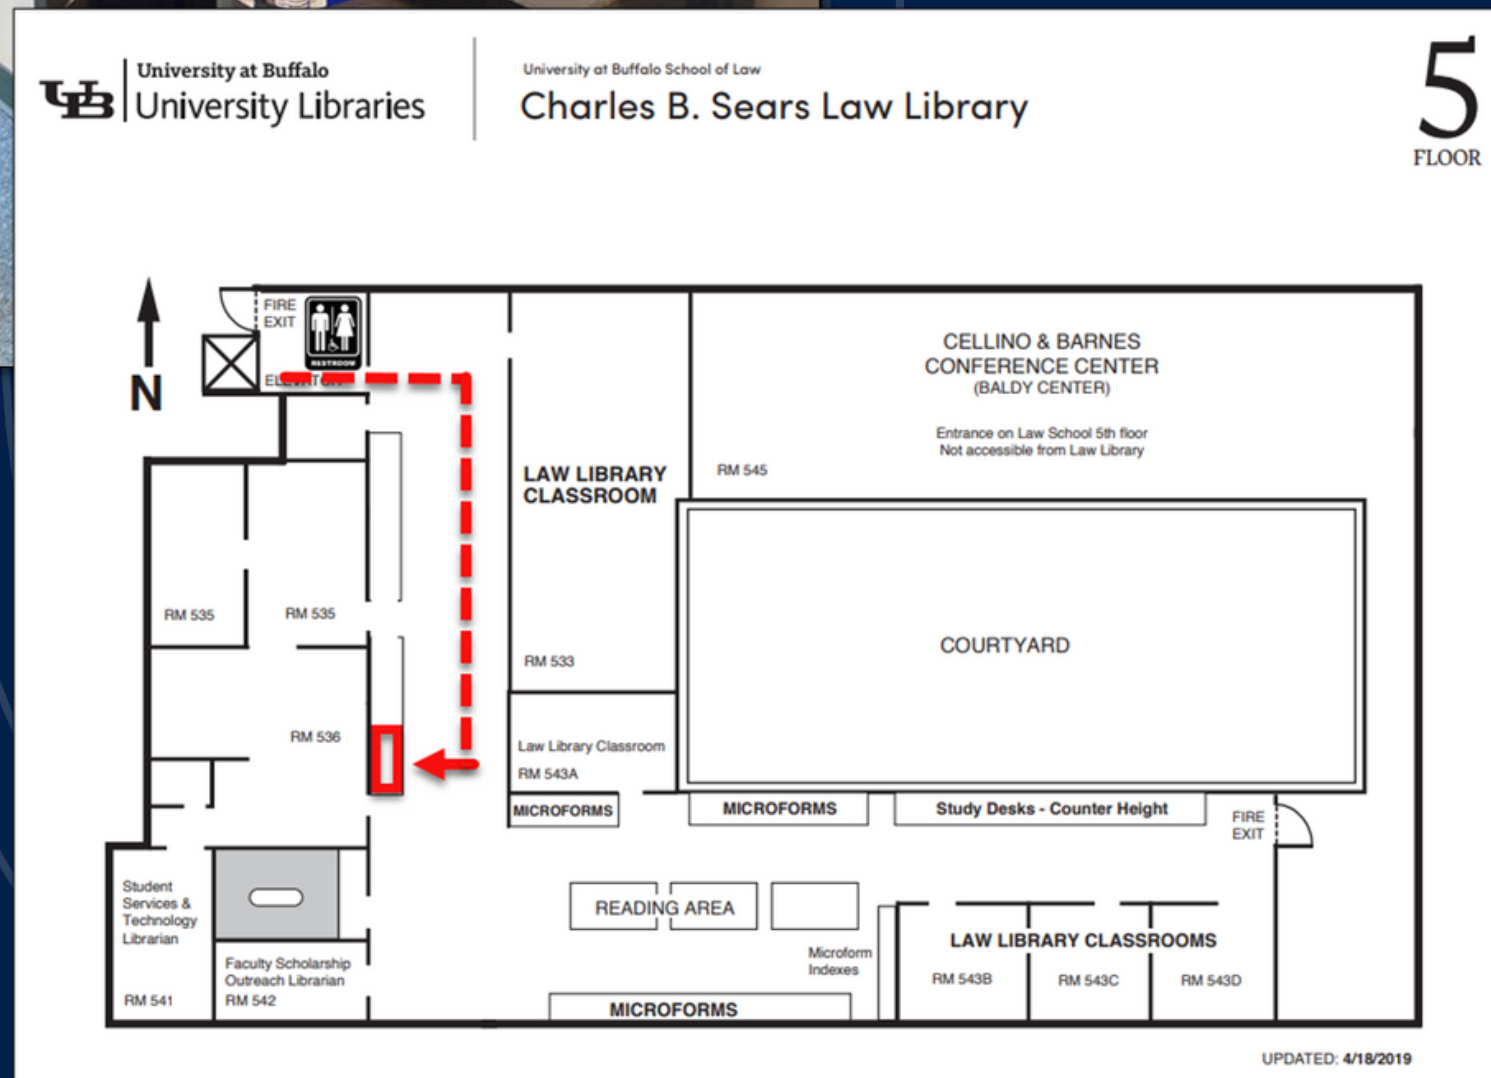 University at Buffalo
University Libraries
University at Buffalo School of Law
Charles B. Sears Law Library
5
FLOOR
UB
N
FIRE
EXIT
RESTROOM
ELEVATOR
CELLINO & BARNES
CONFERENCE CENTER
(BALDY CENTER)
Entrance on Law School 5th floor
Not accessible from Law Library
RM 545
LAW LIBRARY
CLASSROOM
RM 535
RM 535
RM 533
COURTYARD
RM 536
Law Library Classroom
RM 543A
MICROFORMS
MICROFORMS
Study Desks - Counter Height
FIRE
EXIT
Student
Services &
Technology
Librarian
RM 541
Faculty Scholarship
Outreach Librarian
RM 542
READING AREA
Microform
Indexes
LAW LIBRARY CLASSROOMS
RM 543B
RM 543C
RM 543D
MICROFORMS
UPDATED: 4/18/2019